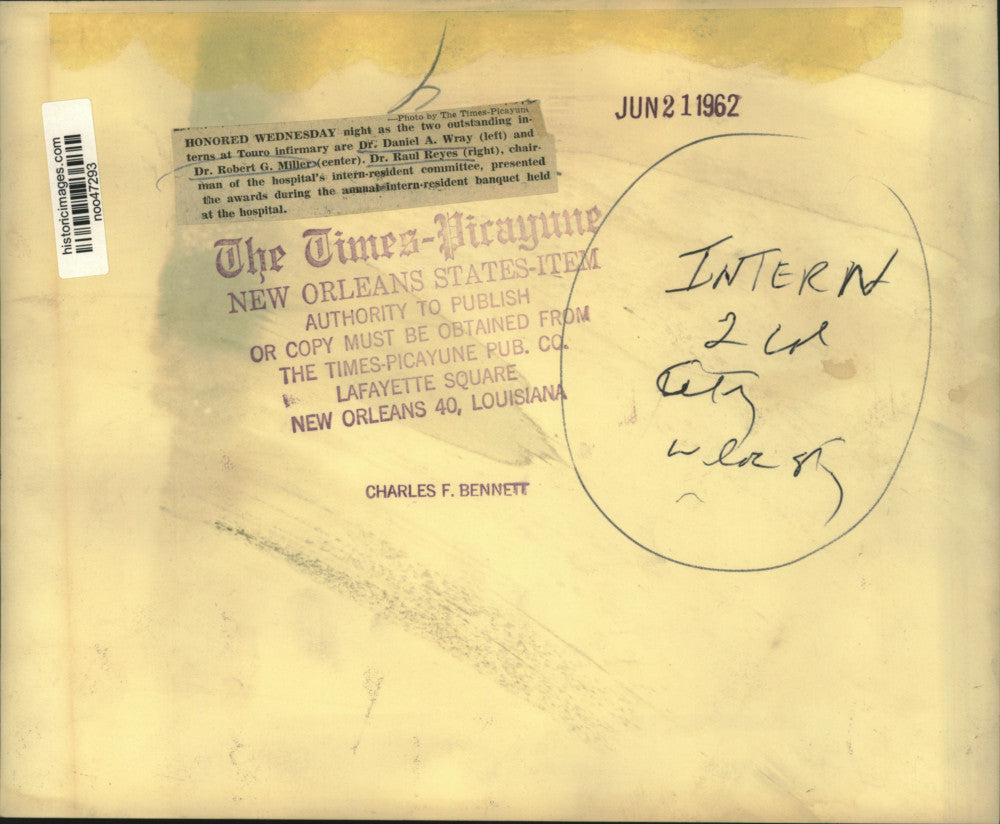 historicimages.com
noo47293
JUN 21 1962
—Photo by The Times-Picayune
HONORED WEDNESDAY night as the two outstanding in-
terns at Touro infirmary are Dr. Daniel A. Wray (left) and
Dr. Robert G. Miller (center). Dr. Raul Reyes (right), chair-
man of the hospital's intern-resident committee, presented
the awards during the annual intern-resident banquet held
at the hospital.
The Times-Picayune
NEW ORLEANS STATES-ITEM
AUTHORITY TO PUBLISH
OR COPY MUST BE OBTAINED FROM
THE TIMES-PICAYUNE PUB. CO.
LAFAYETTE SQUARE
NEW ORLEANS 40, LOUISIANA
CHARLES F. BENNETT
INTERN
2
City